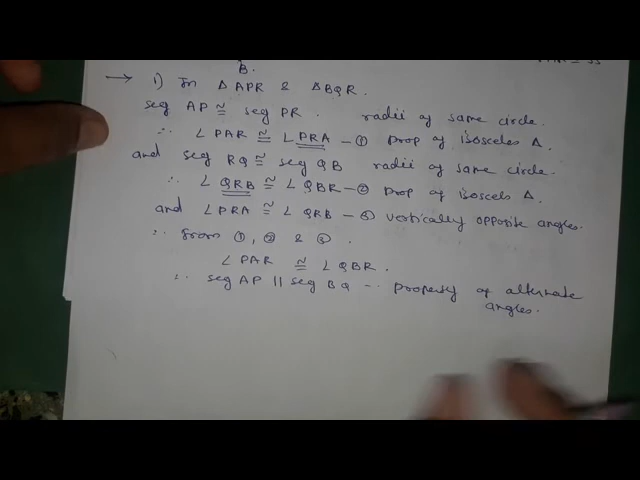 B.
→ 1) In △ APR & △BQR.
seg AP ≅ seg PR. radii of same circle.
∴ ∠ PAR ≅ ∠ PRA - ① prop of isosceles △.
and seg RQ ≅ seg QB radii of same circle.
∴ ∠ QRB ≅ ∠ QBR - ② prop of isoscels △.
and ∠ PRA ≅ ∠ QRB - ③ vertically opposite angles.
∴ from ①, ② & ③.
∠ PAR ≅ ∠ QBR.
∴ seg AP || seg BQ -- property of alternate
angles.